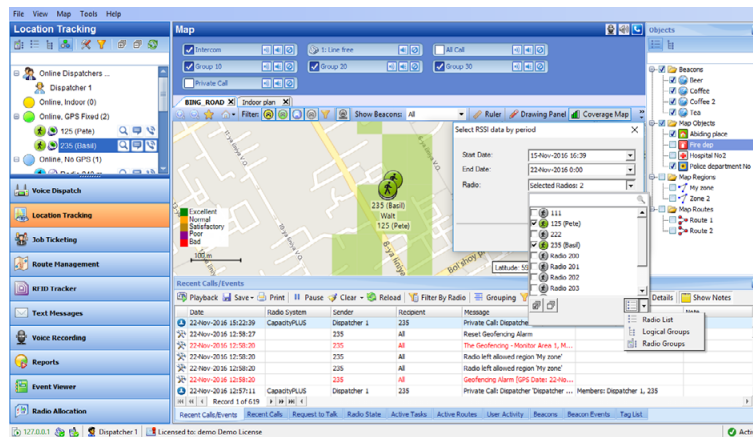 File View Map Tools Help
Location Tracking
Map
Objects
Online Dispatchers ...
Dispatcher 1
Online, Indoor (0)
Online, GPS Fixed (2)
125 (Pete)
235 (Basil)
Online, No GPS (1)
Voice Dispatch
Location Tracking
Job Ticketing
Route Management
RFID Tracker
Text Messages
Voice Recording
Reports
Event Viewer
Radio Allocation
Intercom
1: Line free
All Call
Group 10
Group 20
Group 30
Private Call
BING_ROAD X Indoor plan X
Filter: Show Beacons: All Ruler Drawing Panel Coverage Map
Select RSSI data by period
Start Date: 15-Nov-2016 16:39
End Date: 22-Nov-2016 0:00
Radio: Selected Radios: 2
111
125 (Pete)
222
235 (Basil)
Radio 200
Radio 201
Radio 202
Radio 203
Radio List
Logical Groups
Radio Groups
235 (Basil)
Walt
125 (Pete)
Excellent
Normal
Satisfactory
Poor
Bad
100 m
Latitude: 59
Beacons
Beer
Coffee
Coffee 2
Tea
Map Objects
Abiding place
Fire dep
Hospital No2
Police department No
Map Regions
My zone
Zone 2
Map Routes
Route 1
Route 2
Recent Calls/Events
Playback Save Print Pause Clear Reload Filter By Radio Grouping Details Show Notes
Date Radio System Sender Recipient Message Note
22-Nov-2016 15:22:39 CapacityPLUS Dispatcher 1 235 Private Call: Dispatcher
22-Nov-2016 12:58:27 235 All Reset Geofencing Alarm
22-Nov-2016 12:58:20 235 All The Geofencing - Monitor Area 1, M...
22-Nov-2016 12:58:20 235 All Radio left allowed region 'My zone'
22-Nov-2016 12:58:20 235 All Radio left allowed region 'My zone'
22-Nov-2016 12:58:20 235 All Geofencing Alarm [GPS Date: 22-No...
22-Nov-2016 12:57:11 CapacityPLUS Dispatcher 1 235 Private Call: Dispatcher 'Dispatcher ... Members: Dispatcher 1, 235
Record 1 of 619
Recent Calls/Events Recent Calls Request to Talk Radio State Active Tasks Active Routes User Activity Beacons Beacon Events Tag List
127.0.0.1 Dispatcher 1 Licensed to: demo Demo License